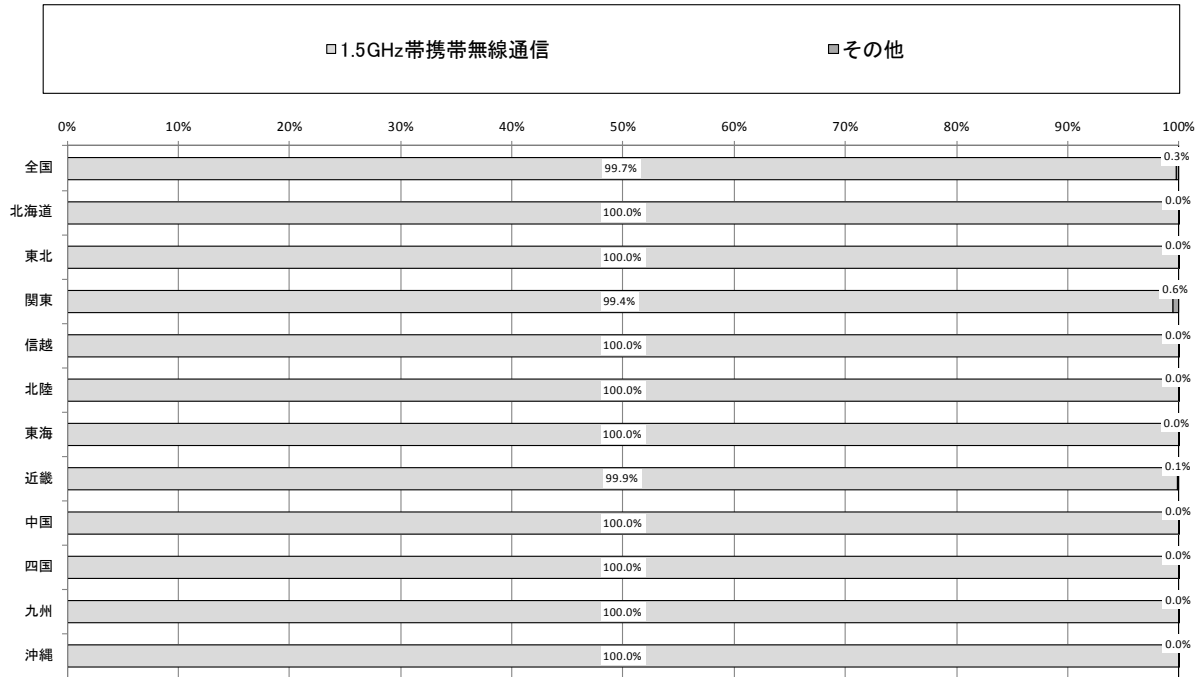 1.5GHz帯携帯無線通信 その他
0% 10% 20% 30% 40% 50% 60% 70% 80% 90% 100%
全国 99.7% 0.3%
北海道 100.0% 0.0%
東北 100.0% 0.0%
関東 99.4% 0.6%
信越 100.0% 0.0%
北陸 100.0% 0.0%
東海 100.0% 0.0%
近畿 99.9% 0.1%
中国 100.0% 0.0%
四国 100.0% 0.0%
九州 100.0% 0.0%
沖縄 100.0% 0.0%